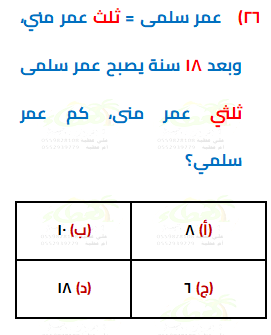 ٢٦) عمر سلمى = ثلث عمر مني،
وبعد ١٨ سنة يصبح عمر سلمى
ثلثي عمر منى، كم عمر
سلمي؟
(أ) ٨
(ب) ١٠
(ج) ٦
(د) ١٨